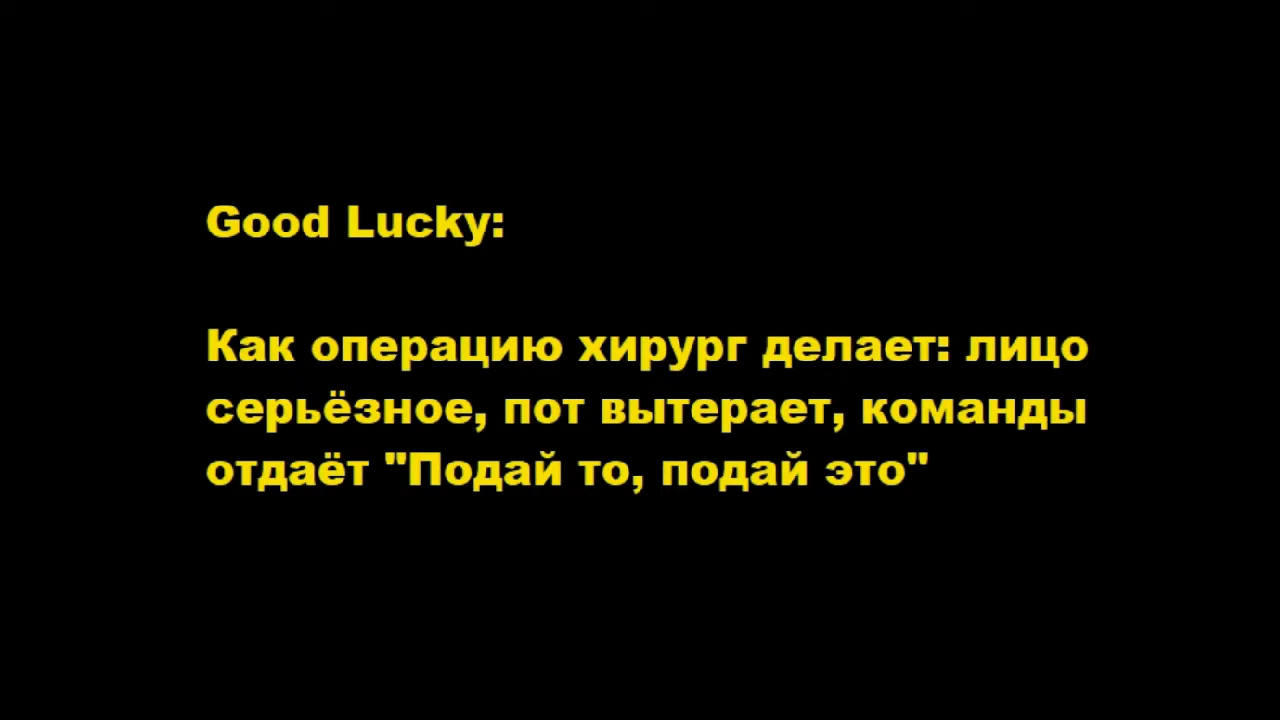 Good Lucky:
Как операцию хирург делает: лицо
серьёзное, пот вытерает, команды
отдаёт "Подай то, подай это"